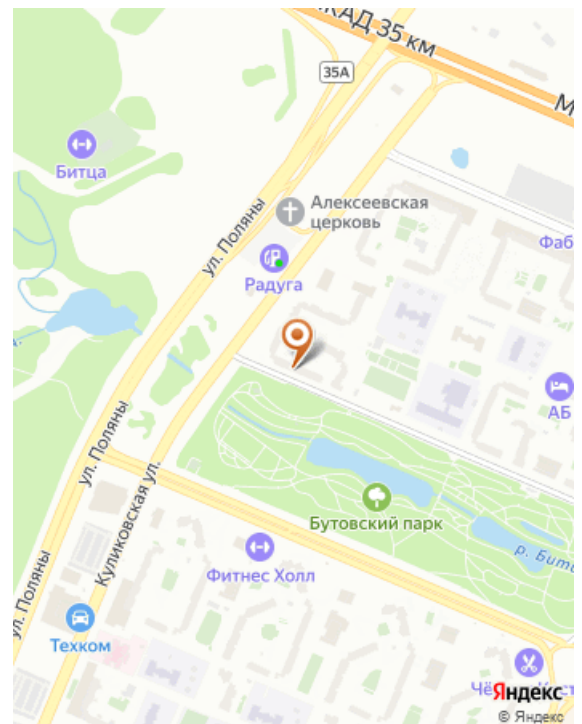 МКАД 35 км
М
35А
Битца
ул. Поляны
Алексеевская
церковь
Фаб
Радуга
АБ
ул. Поляны
Куликовская ул.
Бутовский парк
р. Бит
Фитнес Холл
ул. Поляны
Техком
Яндекс
© Яндекс